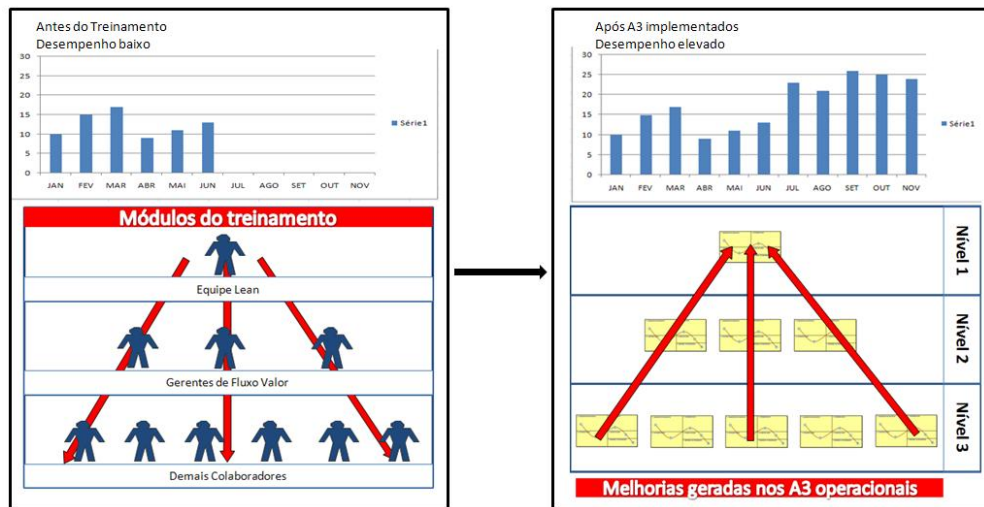 Antes do Treinamento
Desempenho baixo
30
25
20
15
10
5
0
JAN FEV MAR ABR MAI JUN JUL AGO SET OUT NOV
Série1
Módulos do treinamento
Equipe Lean
Gerentes de Fluxo Valor
Demais Colaboradores
Após A3 implementados
Desempenho elevado
30
25
20
15
10
5
0
JAN FEV MAR ABR MAI JUN JUL AGO SET OUT NOV
Série1
Nível 1
Nível 2
Nível 3
Melhorias geradas nos A3 operacionais